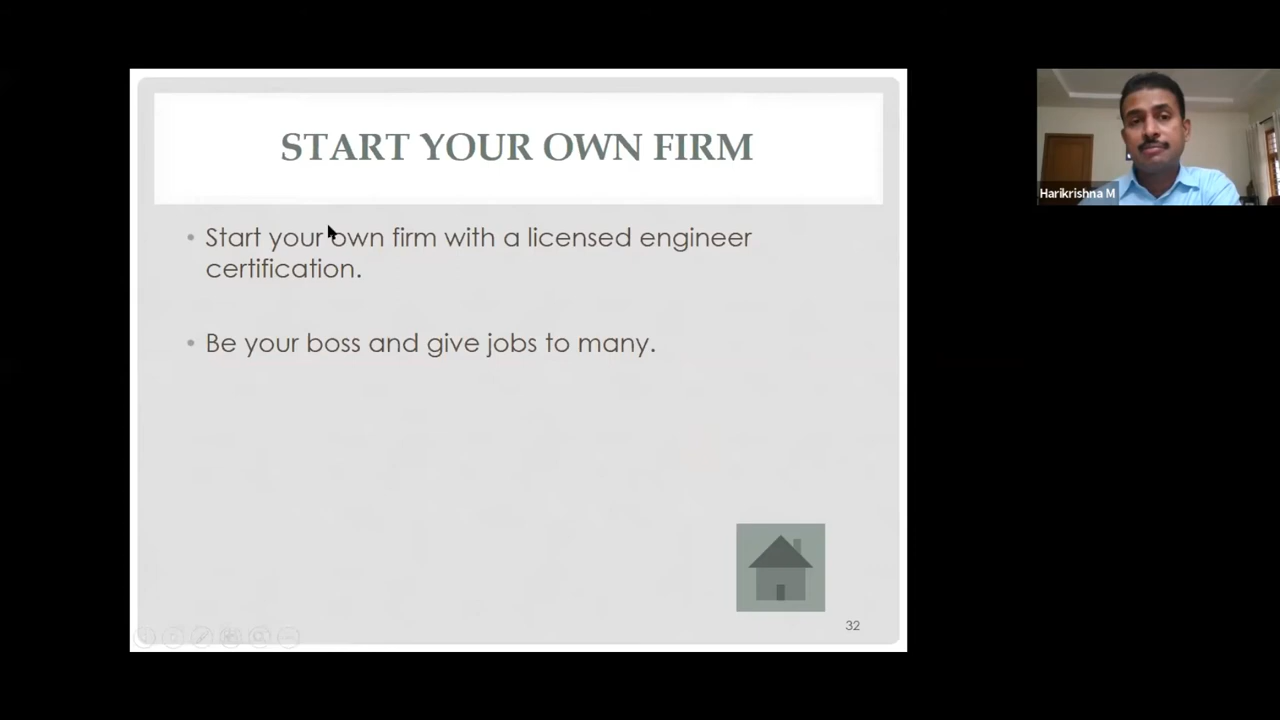 START YOUR OWN FIRM
• Start your own firm with a licensed engineer
certification.
• Be your boss and give jobs to many.
32
Harikrishna M